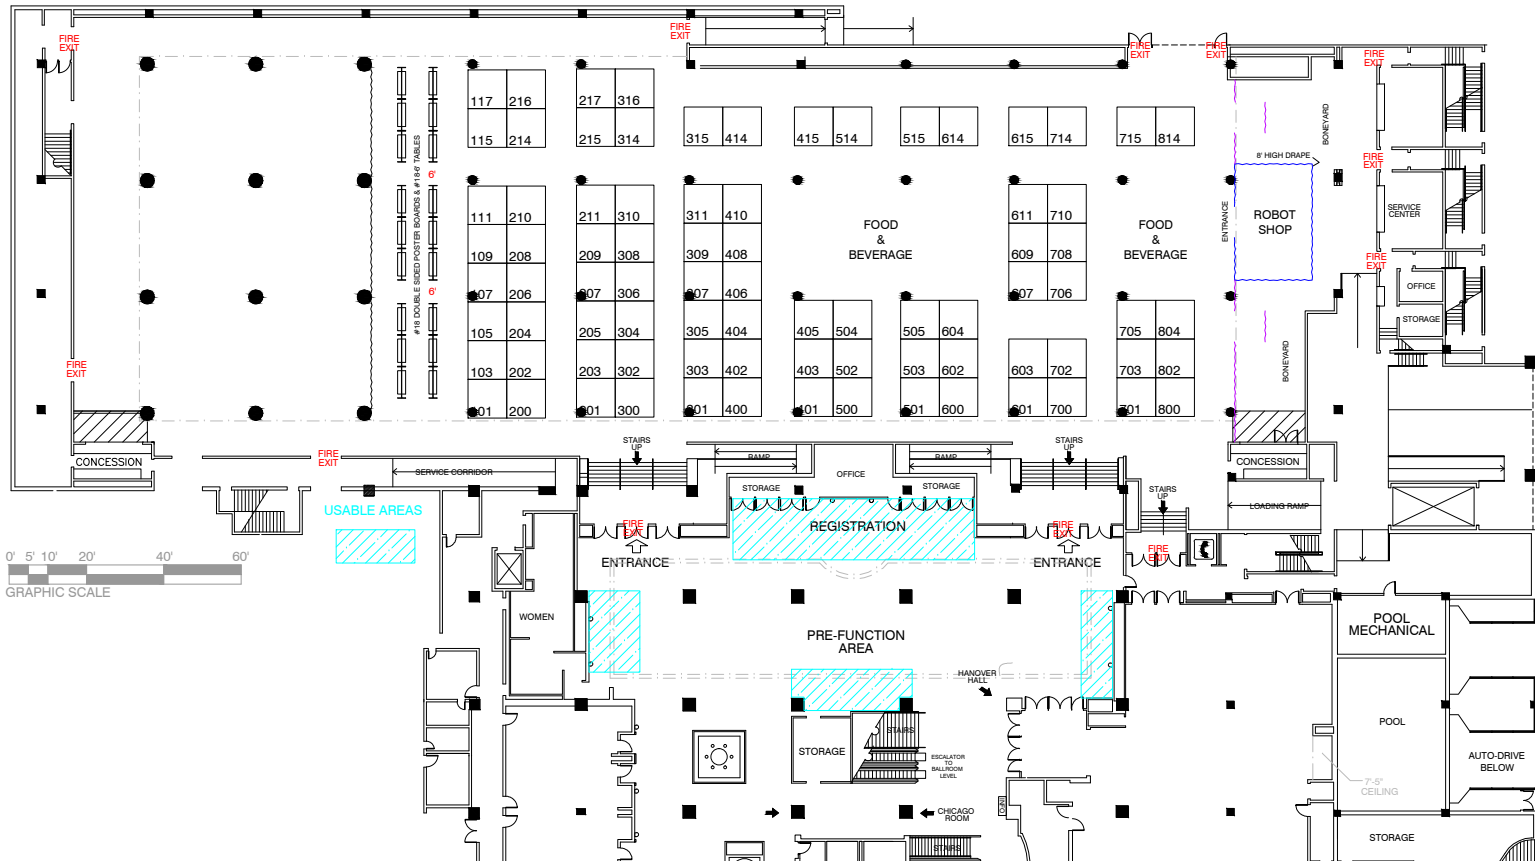 FIRE
EXIT
FIRE
EXIT
FIRE
EXIT
FIRE
EXIT
FIRE
EXIT
117 216
217 316
115 214
215 314
315 414
415 514
515 614
615 714
715 814
BONEYARD
8' HIGH DRAPE
FIRE
EXIT
#18 DOUBLE SIDED POSTER BOARDS & #18-6' TABLES
6'
6'
111 210
211 310
311 410
611 710
109 208
209 308
309 408
609 708
107 206
207 306
307 406
607 706
105 204
205 304
305 404
405 504
505 604
705 804
103 202
203 302
303 402
403 502
503 602
603 702
703 802
101 200
201 300
301 400
401 500
501 600
601 700
701 800
FOOD
&
BEVERAGE
FOOD
&
BEVERAGE
ENTRANCE
ROBOT
SHOP
SERVICE
CENTER
FIRE
EXIT
OFFICE
STORAGE
BONEYARD
FIRE
EXIT
CONCESSION
FIRE
EXIT
SERVICE CORRIDOR
STAIRS
UP
RAMP
OFFICE
RAMP
STAIRS
UP
CONCESSION
STORAGE
STORAGE
STAIRS
UP
LOADING RAMP
USABLE AREAS
REGISTRATION
FIRE
EXIT
FIRE
EXIT
FIRE
EXIT
ENTRANCE
ENTRANCE
0' 5' 10' 20' 40' 60'
GRAPHIC SCALE
WOMEN
PRE-FUNCTION
AREA
POOL
MECHANICAL
HANOVER
HALL
STORAGE
STAIRS
ESCALATOR
TO
BALLROOM
LEVEL
POOL
AUTO-DRIVE
BELOW
7'-5"
CEILING
INFO
CHICAGO
ROOM
STAIRS
STORAGE